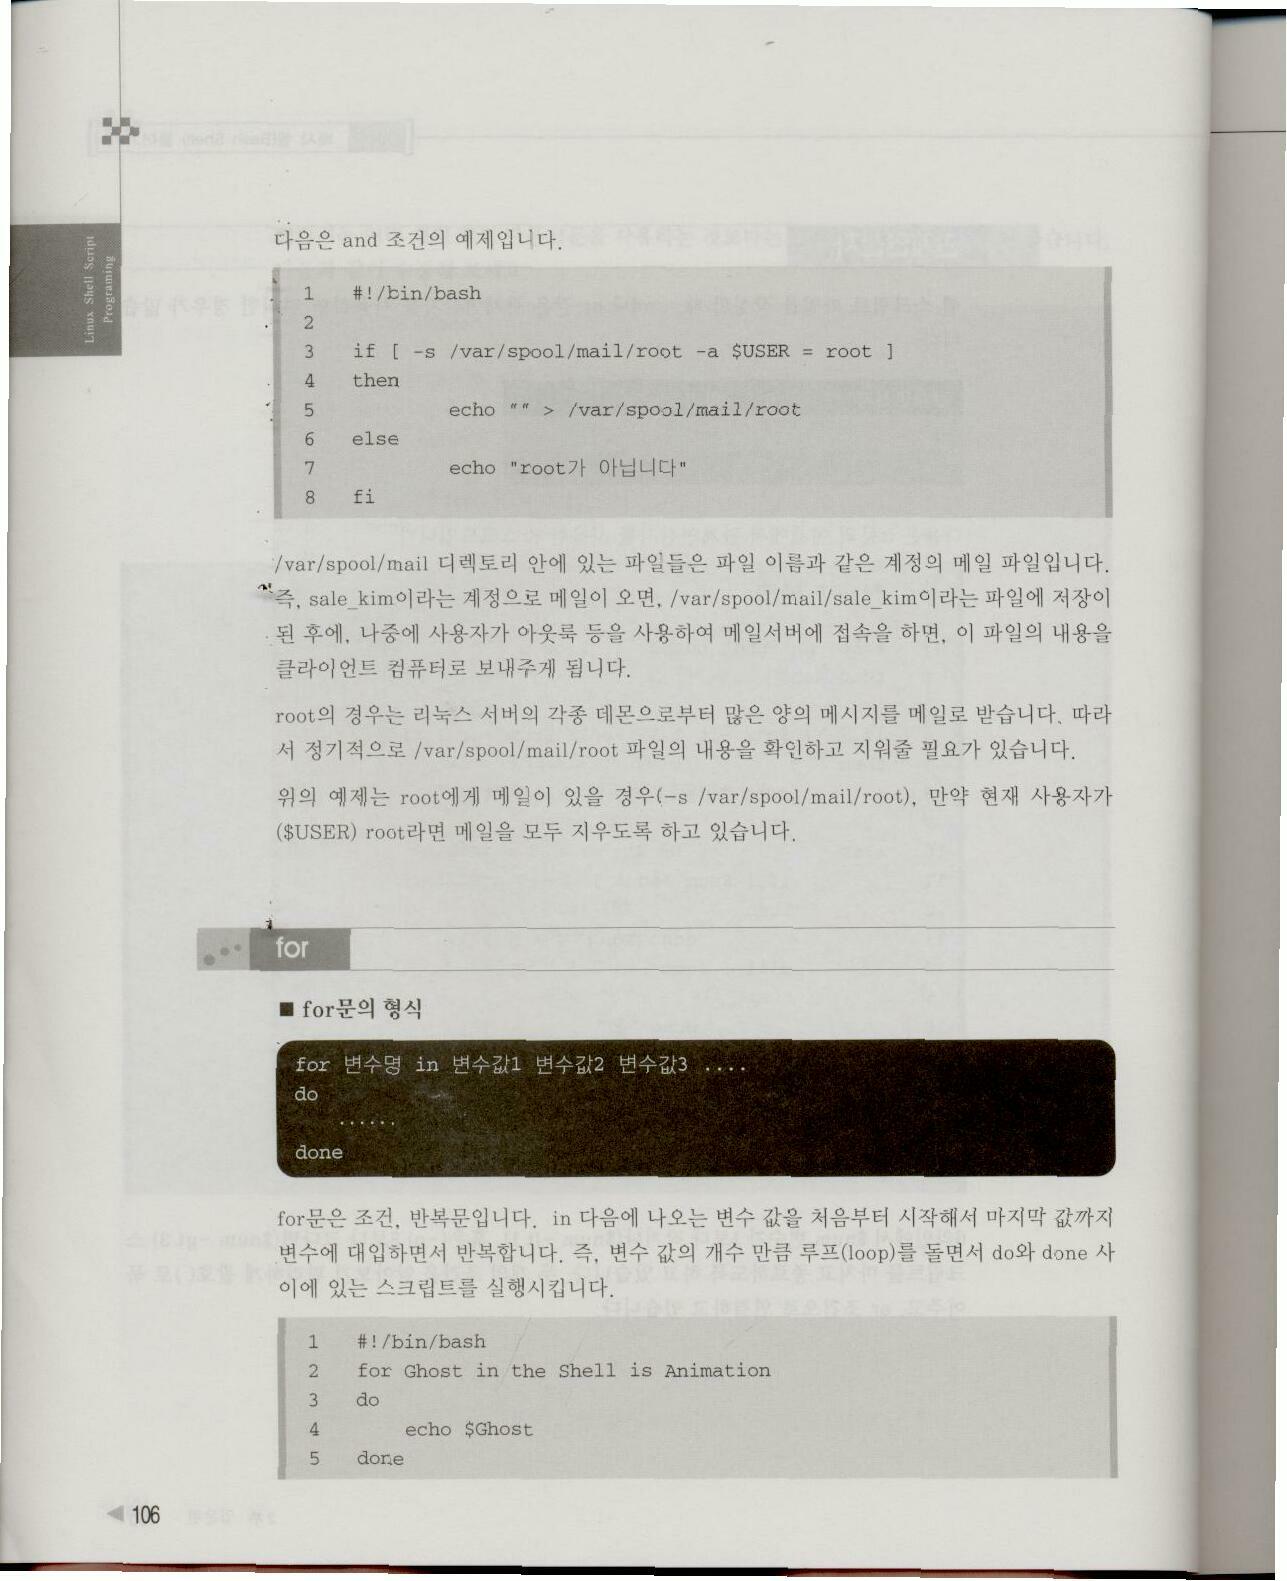 Linux Shell Script
Programing
다음은 and 조건의 예제입니다.
1 #!/bin/bash
2
3 if [ -s /var/spool/mail/root -a $USER = root ]
4 then
5 echo "" > /var/spool/mail/root
6 else
7 echo "root가 아닙니다"
8 fi
/var/spool/mail 디렉토리 안에 있는 파일들은 파일 이름과 같은 계정의 메일 파일입니다.
즉, sale_kim이라는 계정으로 메일이 오면, /var/spool/mail/sale_kim이라는 파일에 저장이
된 후에, 나중에 사용자가 아웃룩 등을 사용하여 메일서버에 접속을 하면, 이 파일의 내용을
클라이언트 컴퓨터로 보내주게 됩니다.
root의 경우는 리눅스 서버의 각종 데몬으로부터 많은 양의 메시지를 메일로 받습니다. 따라
서 정기적으로 /var/spool/mail/root 파일의 내용을 확인하고 지워줄 필요가 있습니다.
위의 예제는 root에게 메일이 있을 경우(-s /var/spool/mail/root), 만약 현재 사용자가
($USER) root라면 메일을 모두 지우도록 하고 있습니다.
for
■ for문의 형식
for 변수명 in 변수값1 변수값2 변수값3 ....
do
......
done
for문은 조건, 반복문입니다. in 다음에 나오는 변수 값을 처음부터 시작해서 마지막 값까지
변수에 대입하면서 반복합니다. 즉, 변수 값의 개수 만큼 루프(loop)를 돌면서 do와 done 사
이에 있는 스크립트를 실행시킵니다.
1 #!/bin/bash
2 for Ghost in the Shell is Animation
3 do
4 echo $Ghost
5 done
◀ 106